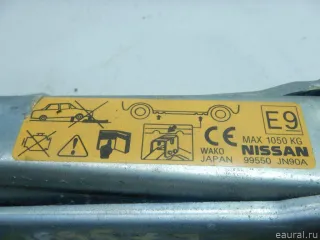 E9
MAX 1050 KG
CE
WAKO NISSAN
JAPAN 99550 JN90A
eaural.ru